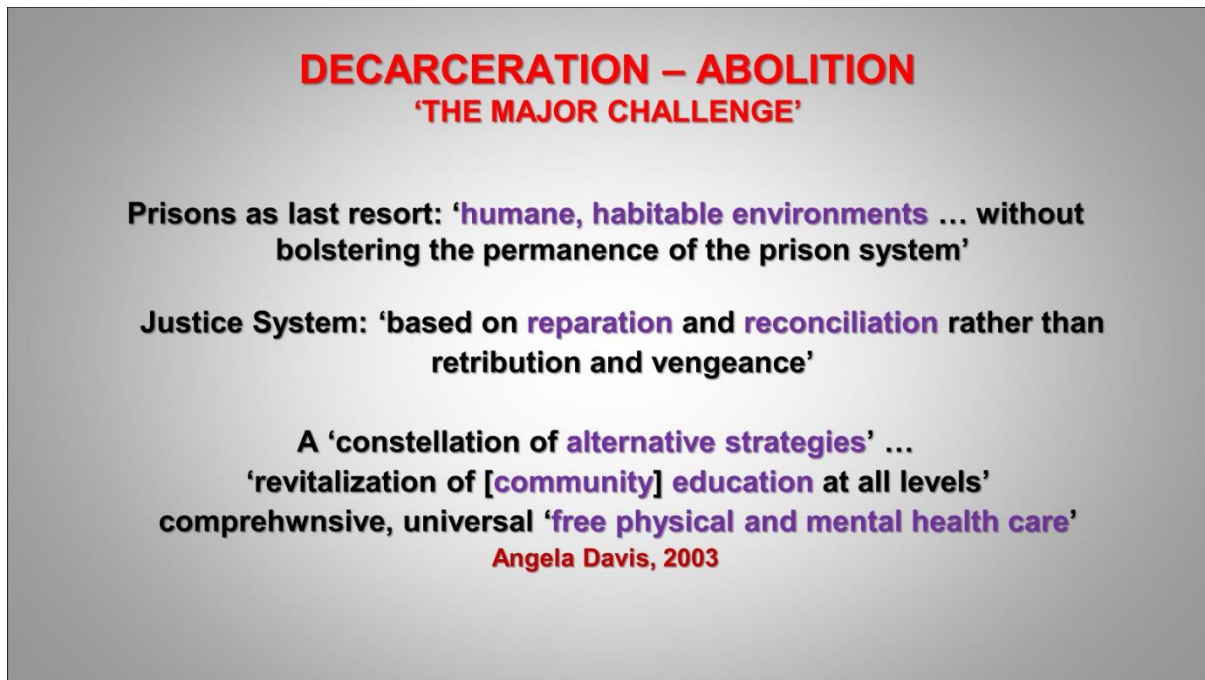 DECARCERATION – ABOLITION
‘THE MAJOR CHALLENGE’
Prisons as last resort: ‘humane, habitable environments … without
bolstering the permanence of the prison system’
Justice System: ‘based on reparation and reconciliation rather than
retribution and vengeance’
A ‘constellation of alternative strategies’ …
‘revitalization of [community] education at all levels’
comprehwnsive, universal ‘free physical and mental health care’
Angela Davis, 2003